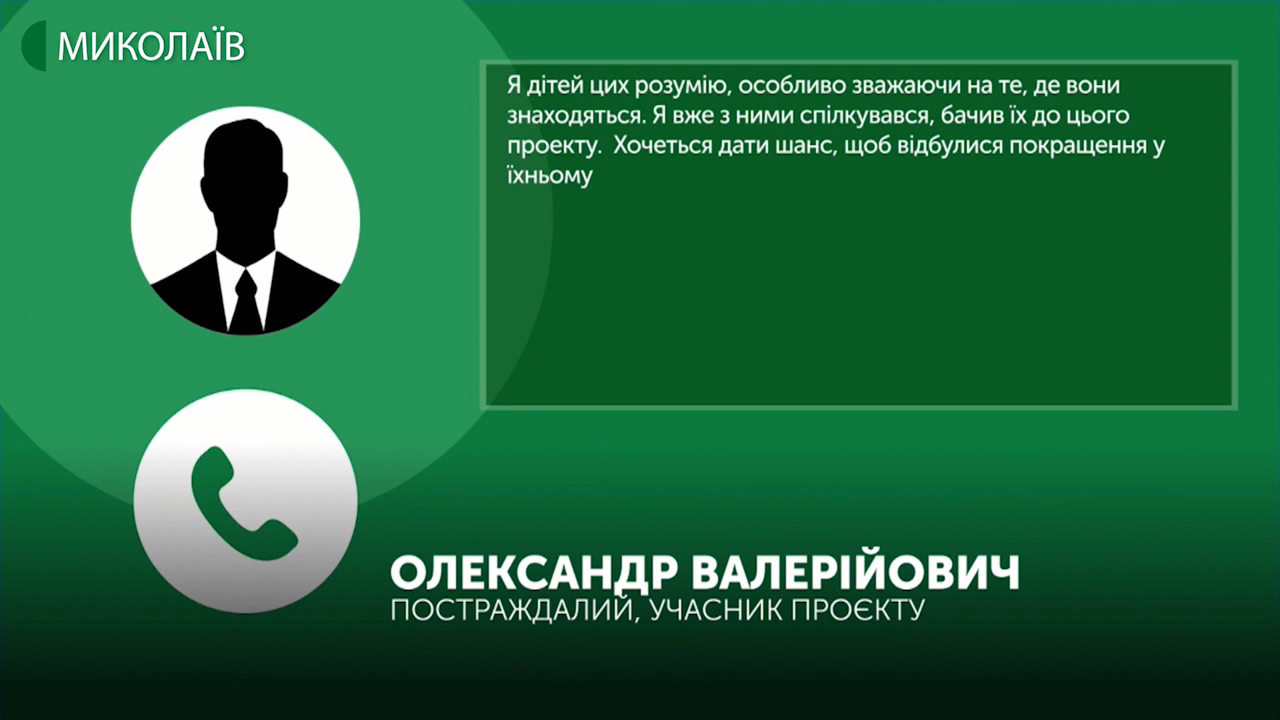 МИКОЛАЇВ
Я дітей цих розумію, особливо зважаючи на те, де вони
знаходяться. Я вже з ними спілкувався, бачив їх до цього
проекту.  Хочеться дати шанс, щоб відбулися покращення у
їхньому
ОЛЕКСАНДР ВАЛЕРІЙОВИЧ
ПОСТРАЖДАЛИЙ, УЧАСНИК ПРОЄКТУ